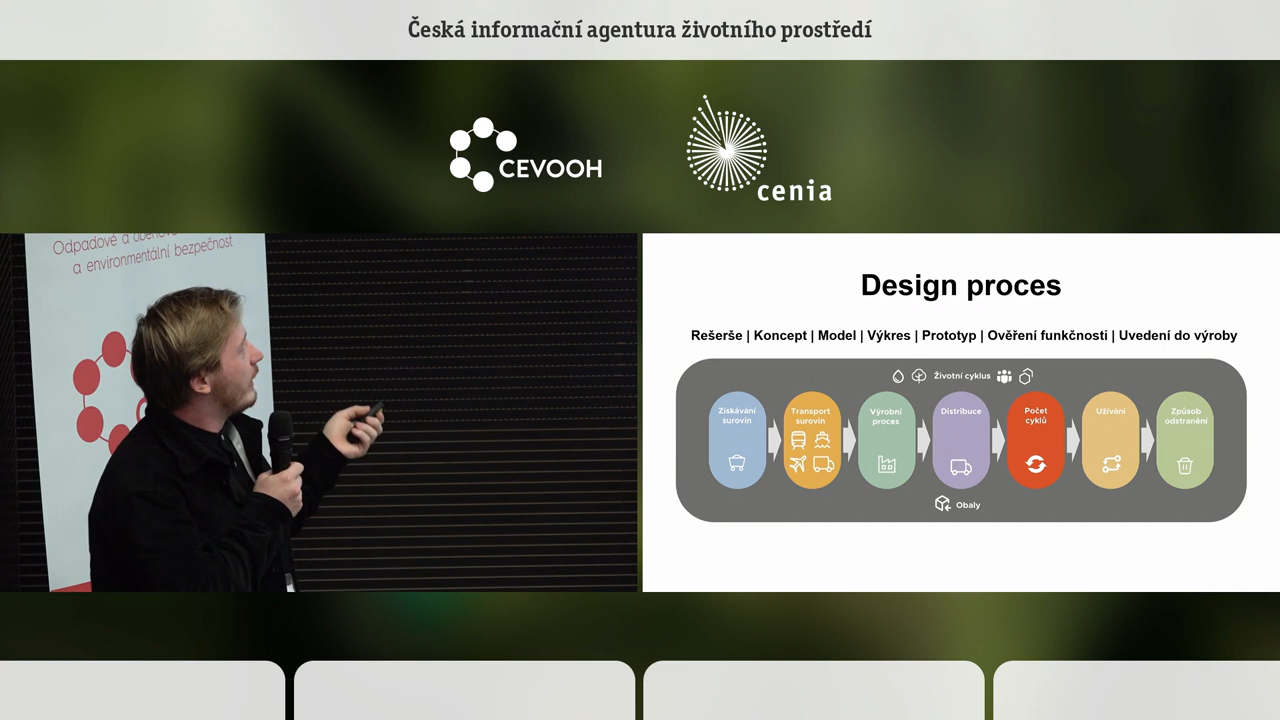 Česká informační agentura životního prostředí
CEVOOH
cenia
Odpadové a oběhové
a environmentální bezpečnost
Design proces
Rešerše | Koncept | Model | Výkres | Prototyp | Ověření funkčnosti | Uvedení do výroby
Životní cyklus
Získávání
surovin
Transport
surovin
Výrobní
proces
Distribuce
Počet
cyklů
Užívání
Způsob
odstranění
Obaly